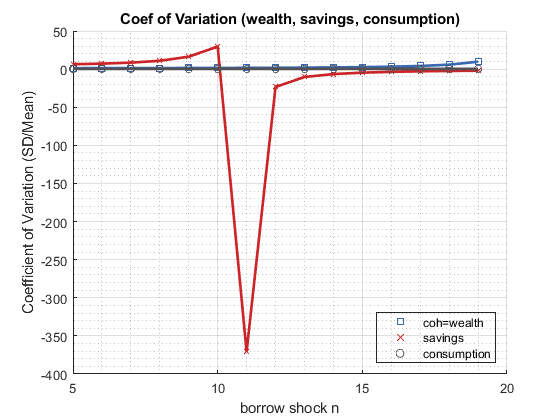 Coef of Variation (wealth, savings, consumption)
Coefficient of Variation (SD/Mean)
50
0
-50
-100
-150
-200
-250
-300
-350
-400
5
10
15
20
borrow shock n
coh=wealth
savings
consumption